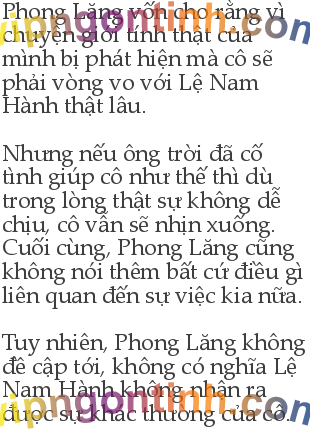 Phong Lăng vốn cho rằng vì
chuyện giới tính thật của
mình bị phát hiện mà cô sẽ
phải vòng vo với Lệ Nam
Hành thật lâu.
Nhưng nếu ông trời đã cố
tình giúp cô như thế thì dù
trong lòng thật sự không dễ
chịu, cô vẫn sẽ nhịn xuống.
Cuối cùng, Phong Lăng cũng
không nói thêm bất cứ điều gì
liên quan đến sự việc kia nữa.
Tuy nhiên, Phong Lăng không
đề cập tới, không có nghĩa Lệ
Nam Hành không nhận ra
được sự khác thường của cô.
vipngontinh.com
vipngontinh.com